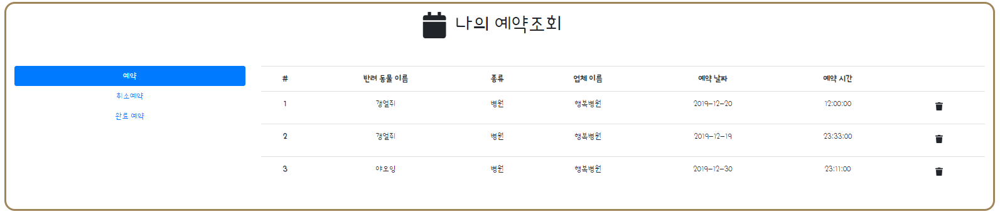 나의 예약조회
예약
취소예약
완료 예약
# 반려 동물 이름 종류 업체 이름 예약 날짜 예약 시간
1 갱얼쥐 병원 행복병원 2019-12-20 12:00:00
2 갱얼쥐 병원 행복병원 2019-12-19 23:33:00
3 야오잉 병원 행복병원 2019-12-30 23:11:00